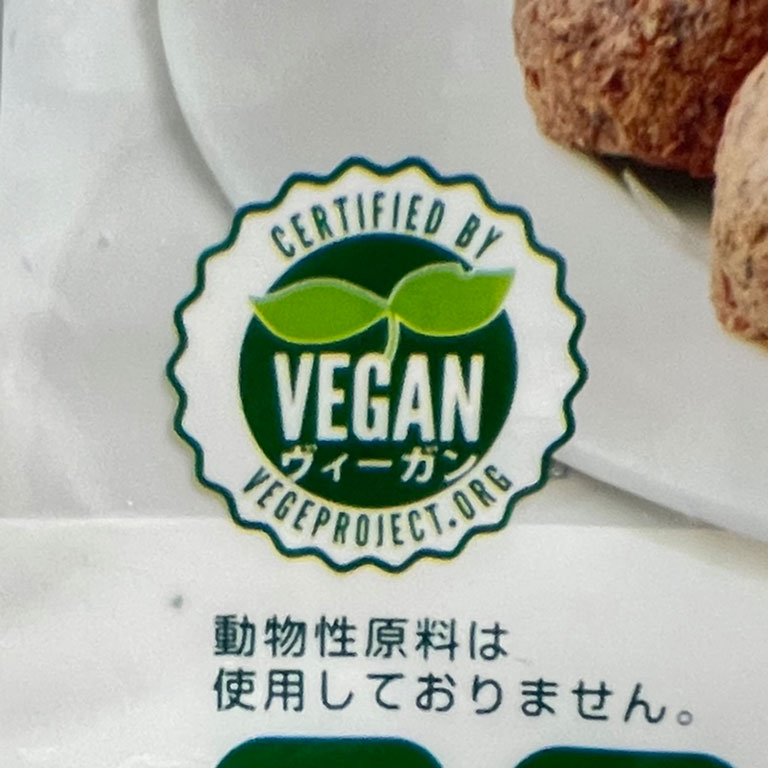 CERTIFIED BY
VEGAN
ヴィーガン
VEGEPROJECT.ORG
動物性原料は
使用しておりません。